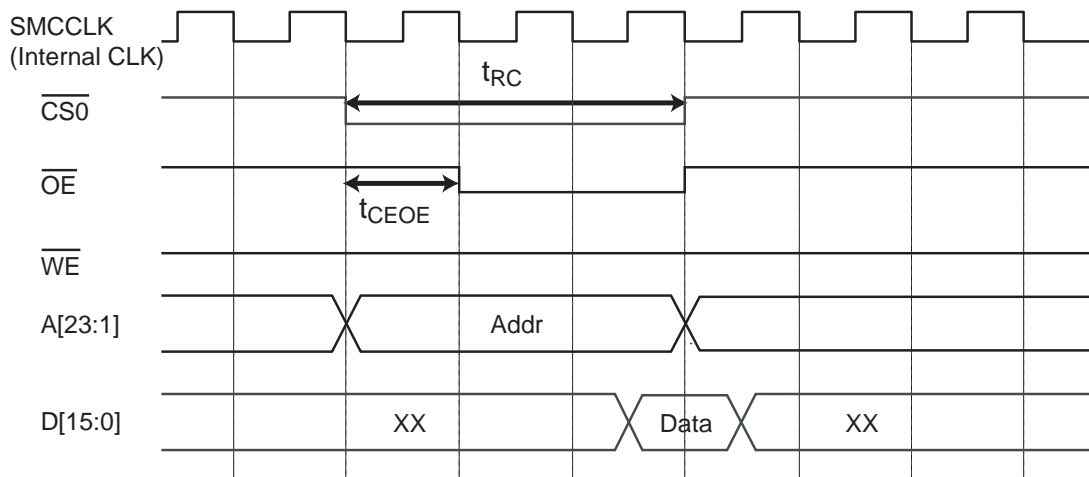 SMCCLK
(Internal CLK)
tRC
CS0
OE
tCEOE
WE
A[23:1]
Addr
D[15:0]
XX
Data
XX